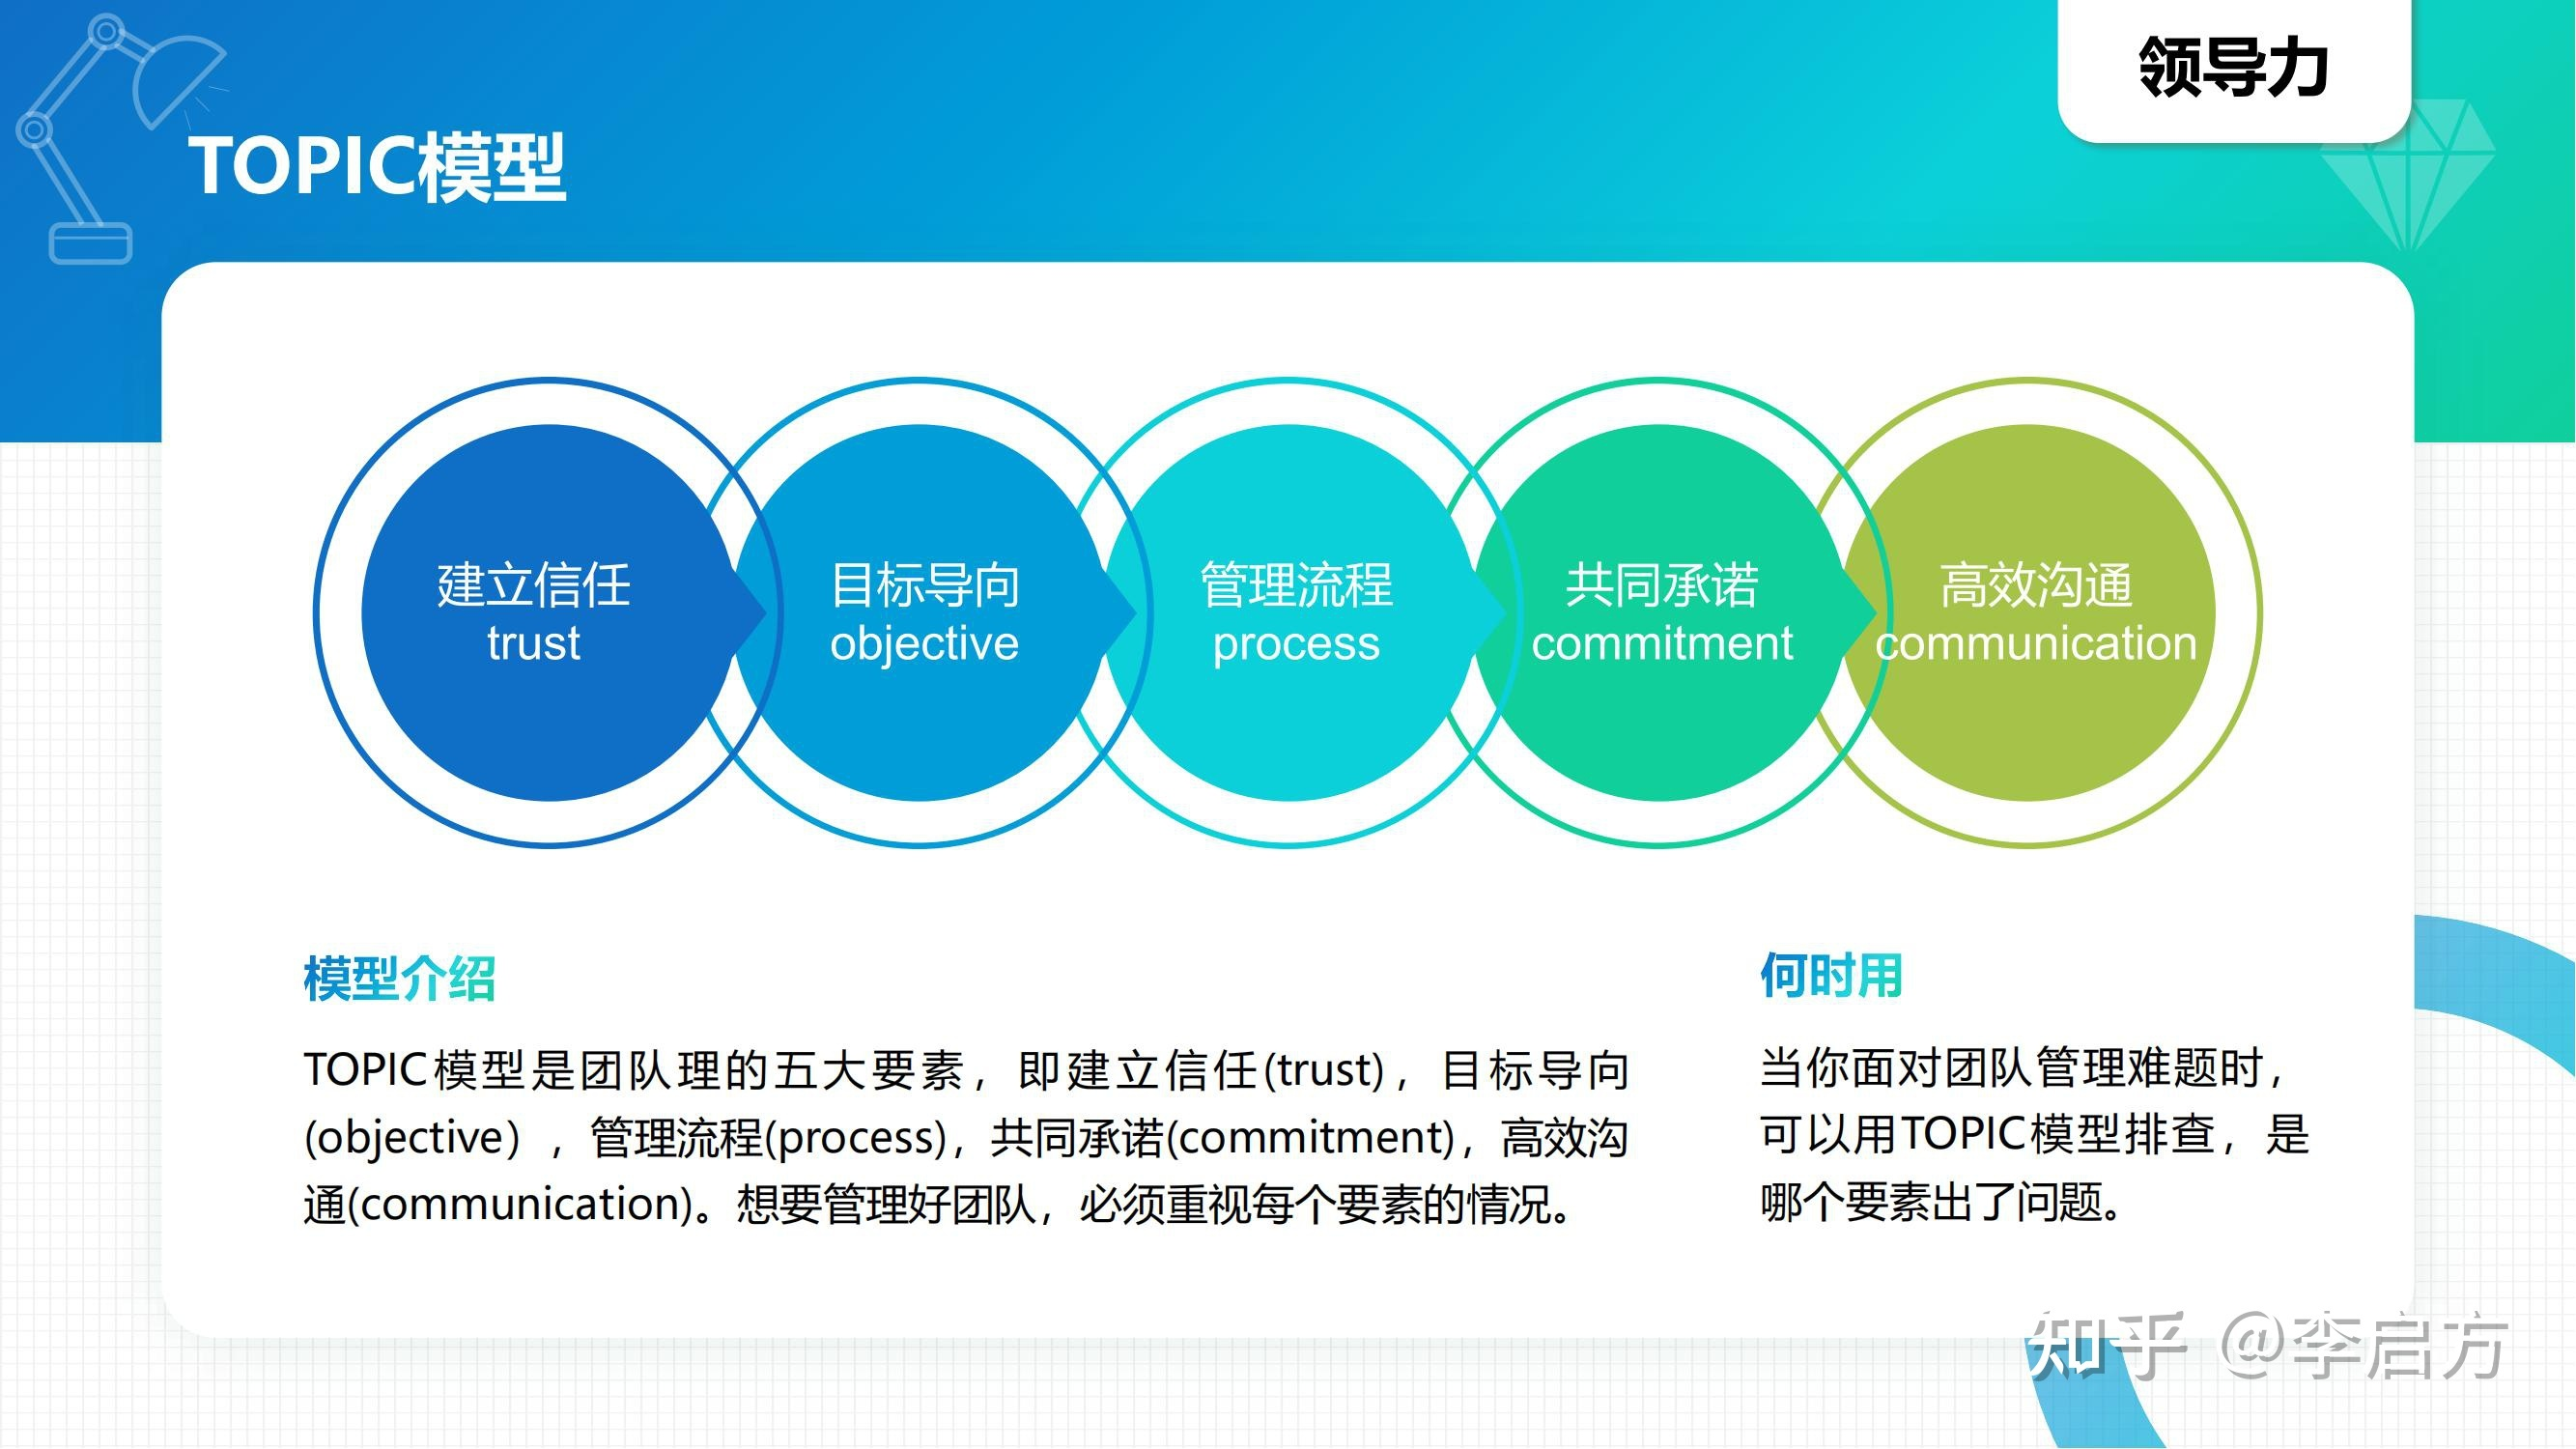 领导力
TOPIC模型
建立信任
trust
目标导向
objective
管理流程
process
共同承诺
commitment
高效沟通
communication
模型介绍
TOPIC模型是团队理的五大要素，即建立信任(trust)，目标导向
(objective），管理流程(process)，共同承诺(commitment)，高效沟
通(communication)。想要管理好团队，必须重视每个要素的情况。
何时用
当你面对团队管理难题时，
可以用TOPIC模型排查，是
哪个要素出了问题。
知乎 @李启方